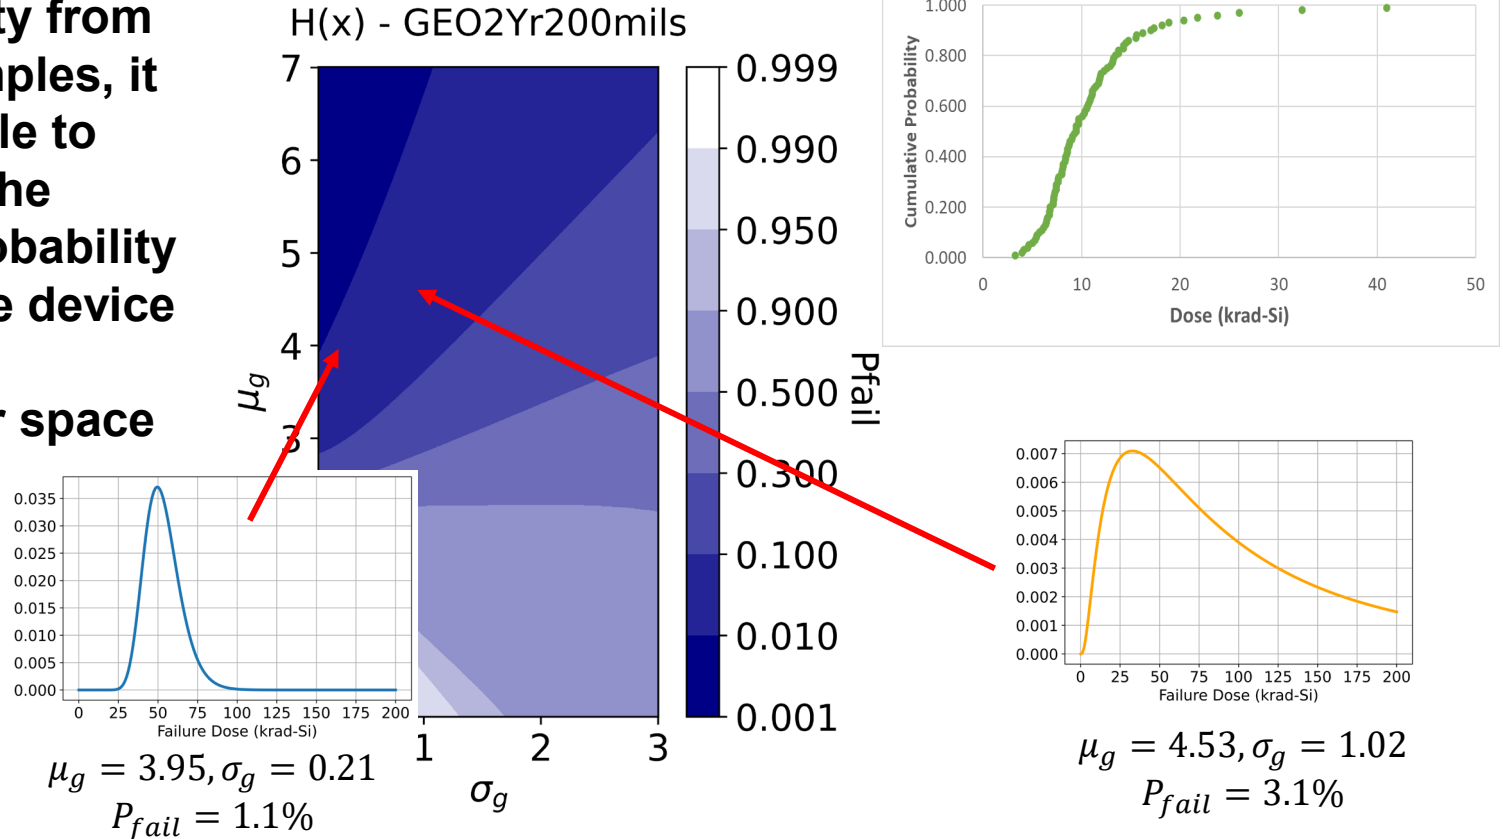 ty from
nples, it
le to
he
obability
e device
r space
H(x) - GEO2Yr200mils
7
6
5
4
3
μg
1
2
3
σg
0.999
0.990
0.950
0.900
0.500
0.300
0.100
0.010
0.001
Pfail
1.000
0.800
0.600
0.400
0.200
0.000
Cumulative Probability
0 10 20 30 40 50
Dose (krad-Si)
0.035
0.030
0.025
0.020
0.015
0.010
0.005
0.000
0 25 50 75 100 125 150 175 200
Failure Dose (krad-Si)
μg = 3.95, σg = 0.21
Pfail = 1.1%
0.007
0.006
0.005
0.004
0.003
0.002
0.001
0.000
0 25 50 75 100 125 150 175 200
Failure Dose (krad-Si)
μg = 4.53, σg = 1.02
Pfail = 3.1%